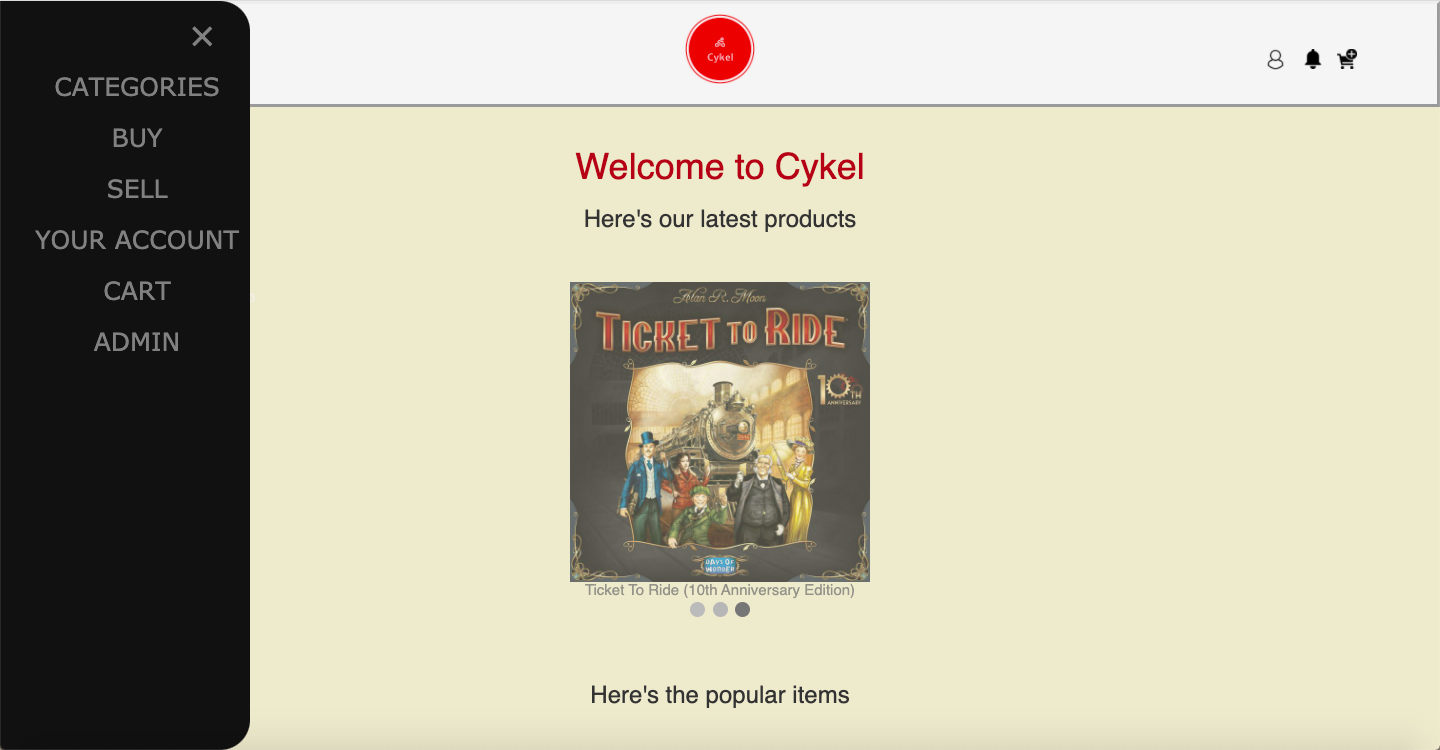 ×
CATEGORIES
BUY
SELL
YOUR ACCOUNT
CART
ADMIN
Cykel
Welcome to Cykel
Here's our latest products
Alan R. Moon
TICKET TO RIDE
10TH
ANNIVERSARY
DAYS OF
WONDER
Ticket To Ride (10th Anniversary Edition)
Here's the popular items